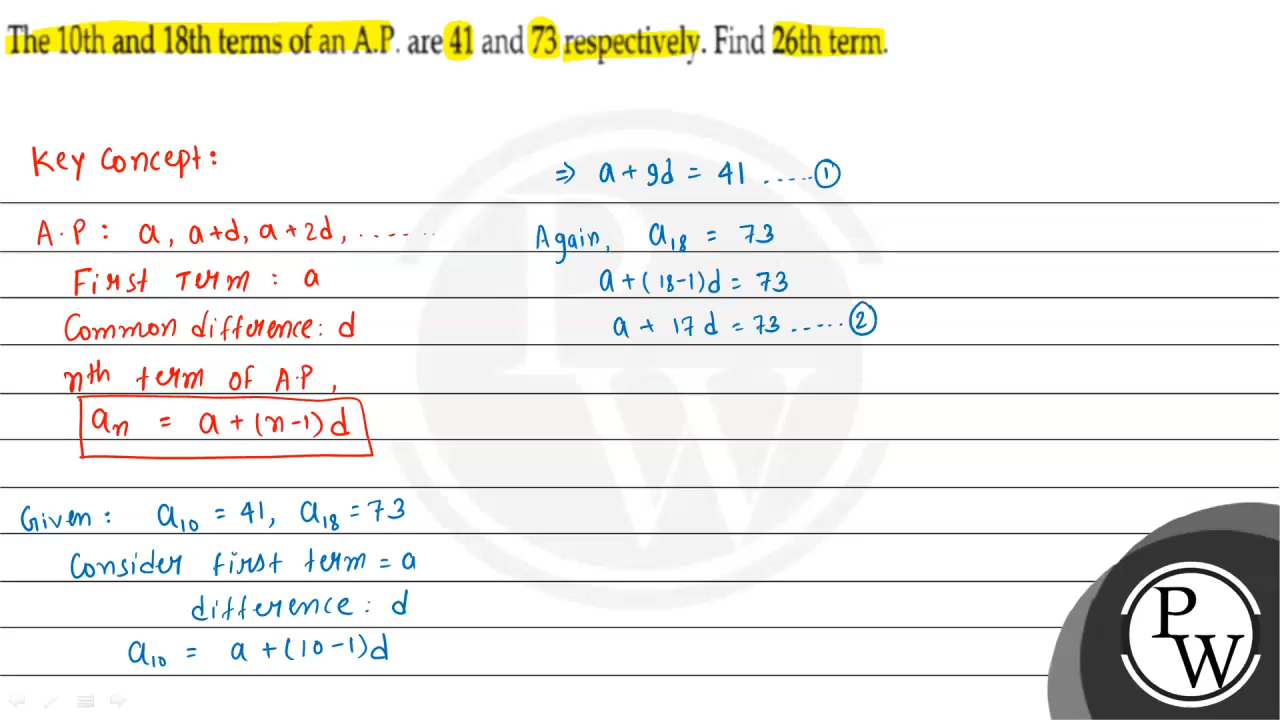 The 10th and 18th terms of an A.P. are 41 and 73 respectively. Find 26th term.
Key Concept:
A.P: a, a+d, a+2d, .......
First Term: a
Common difference: d
nth term of A.P,
aₙ = a+(n-1)d
Given: a₁₀ = 41, a₁₈ = 73
Consider first term = a
difference: d
a₁₀ = a+(10-1)d
⇒ a+9d = 41 ......①
Again, a₁₈ = 73
a+(18-1)d = 73
a + 17d = 73 ......②
PW
PW